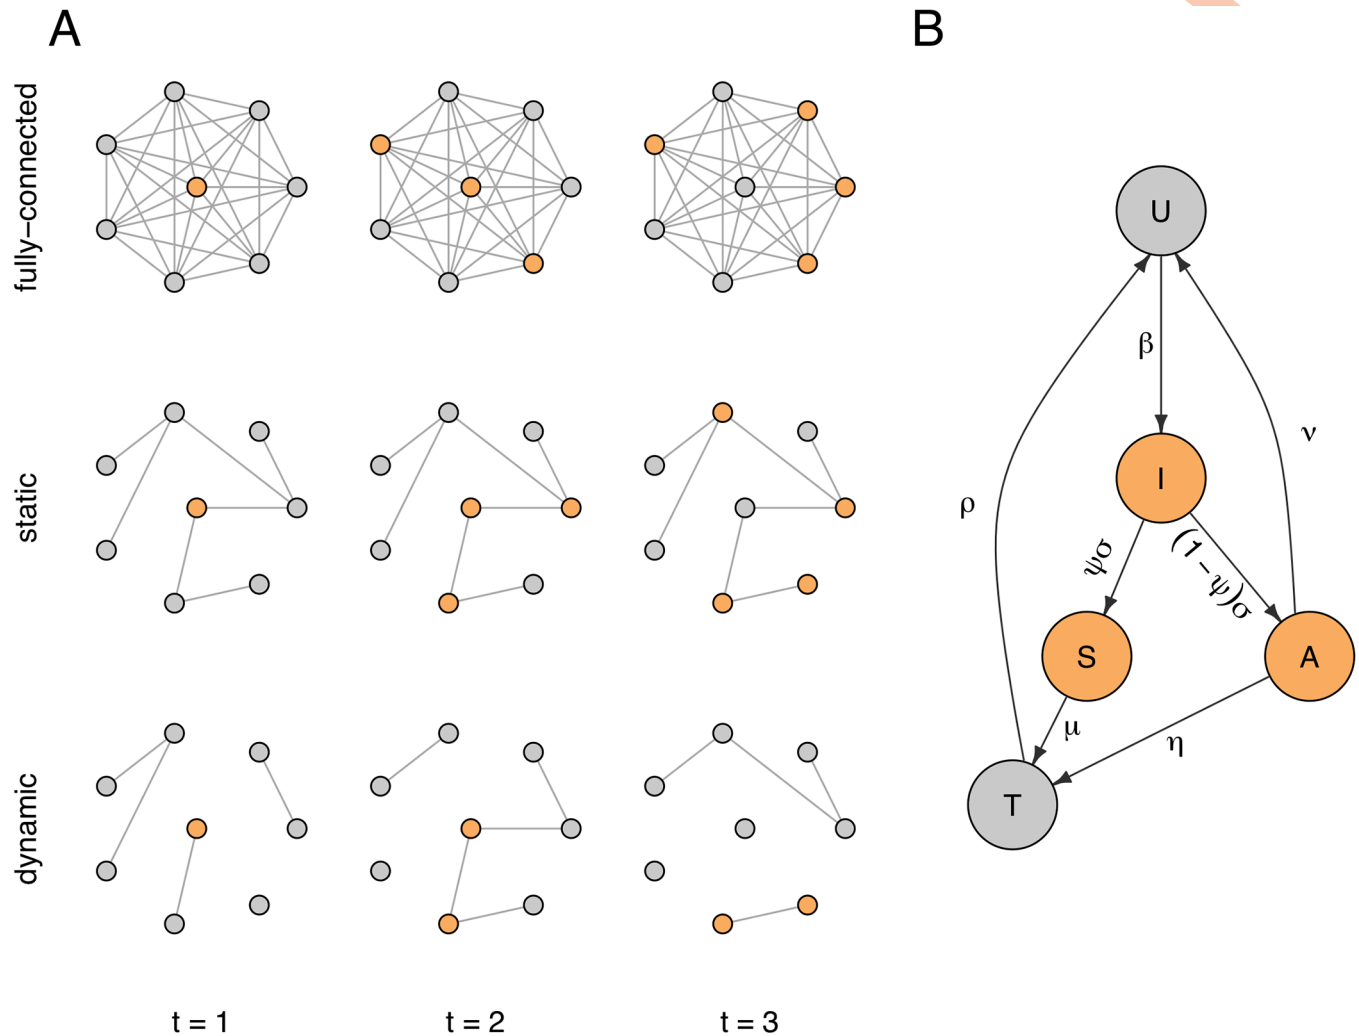 A
B
fully–connected
static
dynamic
t = 1
t = 2
t = 3
U
β
ν
I
ρ
ψσ
(1 – ψ)σ
S
A
μ
η
T